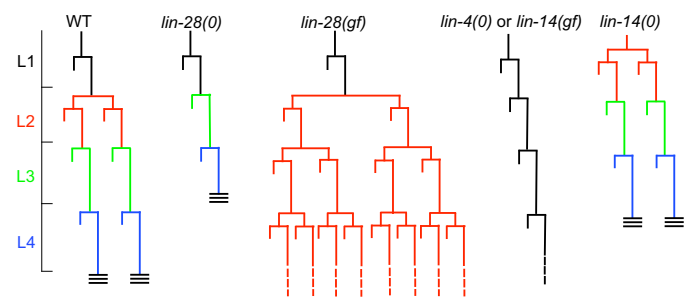 WT lin-28(0) lin-28(gf) lin-4(0) or lin-14(gf) lin-14(0)
L1
L2
L3
L4